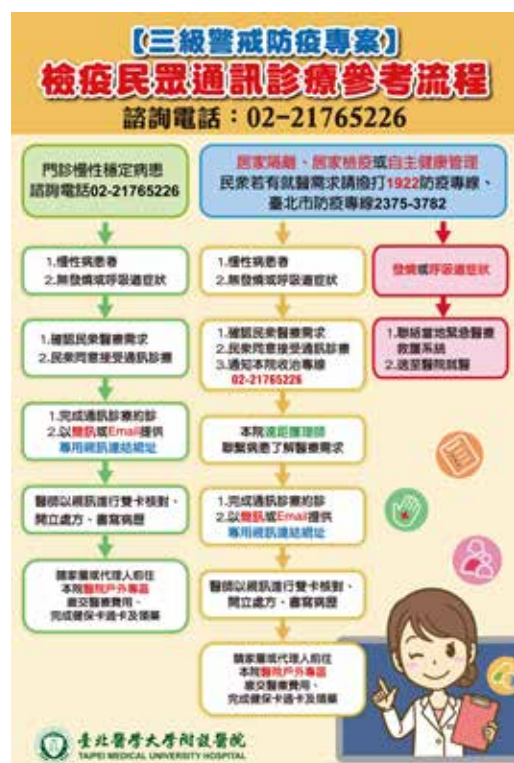 【三級警戒防疫專案】
檢疫民眾通訊診療參考流程
諮詢電話：02-21765226
門診慢性穩定病患
諮詢電話02-21765226
1.慢性病患者
2.無發燒或呼吸道症狀
1.確認民眾醫療需求
2.民眾同意接受通訊診療
1.完成通訊診療約診
2.以簡訊或Email提供
專用視訊連結網址
醫師以視訊進行雙卡核對、
開立處方、書寫病歷
請家屬或代理人前往
本院醫院戶外專區
繳交醫療費用、
完成健保卡過卡及領藥
居家隔離、居家檢疫或自主健康管理
民眾若有就醫需求請撥打1922防疫專線、
臺北市防疫專線2375-3782
1.慢性病患者
2.無發燒或呼吸道症狀
1.確認民眾醫療需求
2.民眾同意接受通訊診療
3.通知本院收治專線
02-21765226
本院遠距護理師
聯繫病患了解醫療需求
1.完成通訊診療約診
2.以簡訊或Email提供
專用視訊連結網址
醫師以視訊進行雙卡核對、
開立處方、書寫病歷
請家屬或代理人前往
本院醫院戶外專區
繳交醫療費用、
完成健保卡過卡及領藥
發燒或呼吸道症狀
1.聯絡當地緊急醫療
救護系統
2.送至醫院就醫
臺北醫學大學附設醫院
TAIPEI MEDICAL UNIVERSITY HOSPITAL